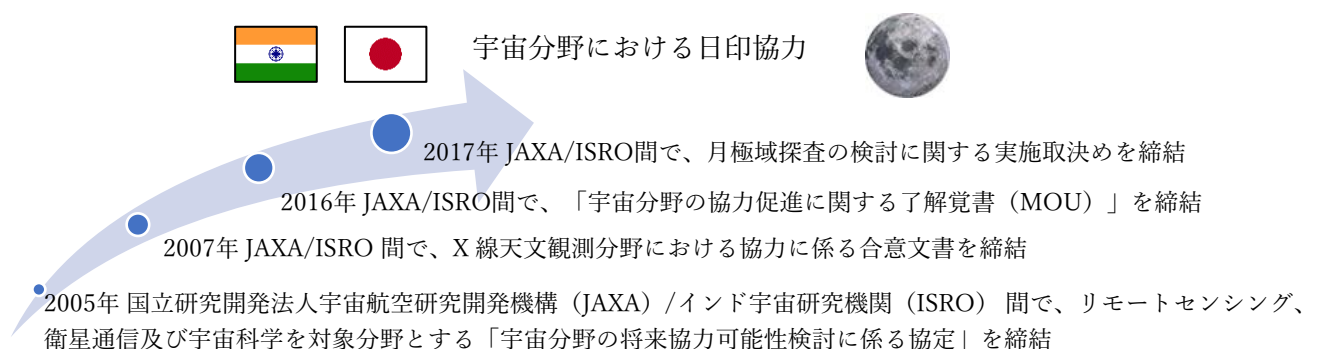 宇宙分野における日印協力
2017年 JAXA/ISRO間で、月極域探査の検討に関する実施取決めを締結
2016年 JAXA/ISRO間で、「宇宙分野の協力促進に関する了解覚書（MOU）」を締結
2007年 JAXA/ISRO 間で、X 線天文観測分野における協力に係る合意文書を締結
2005年 国立研究開発法人宇宙航空研究開発機構（JAXA）/インド宇宙研究機関（ISRO） 間で、リモートセンシング、
衛星通信及び宇宙科学を対象分野とする「宇宙分野の将来協力可能性検討に係る協定」を締結